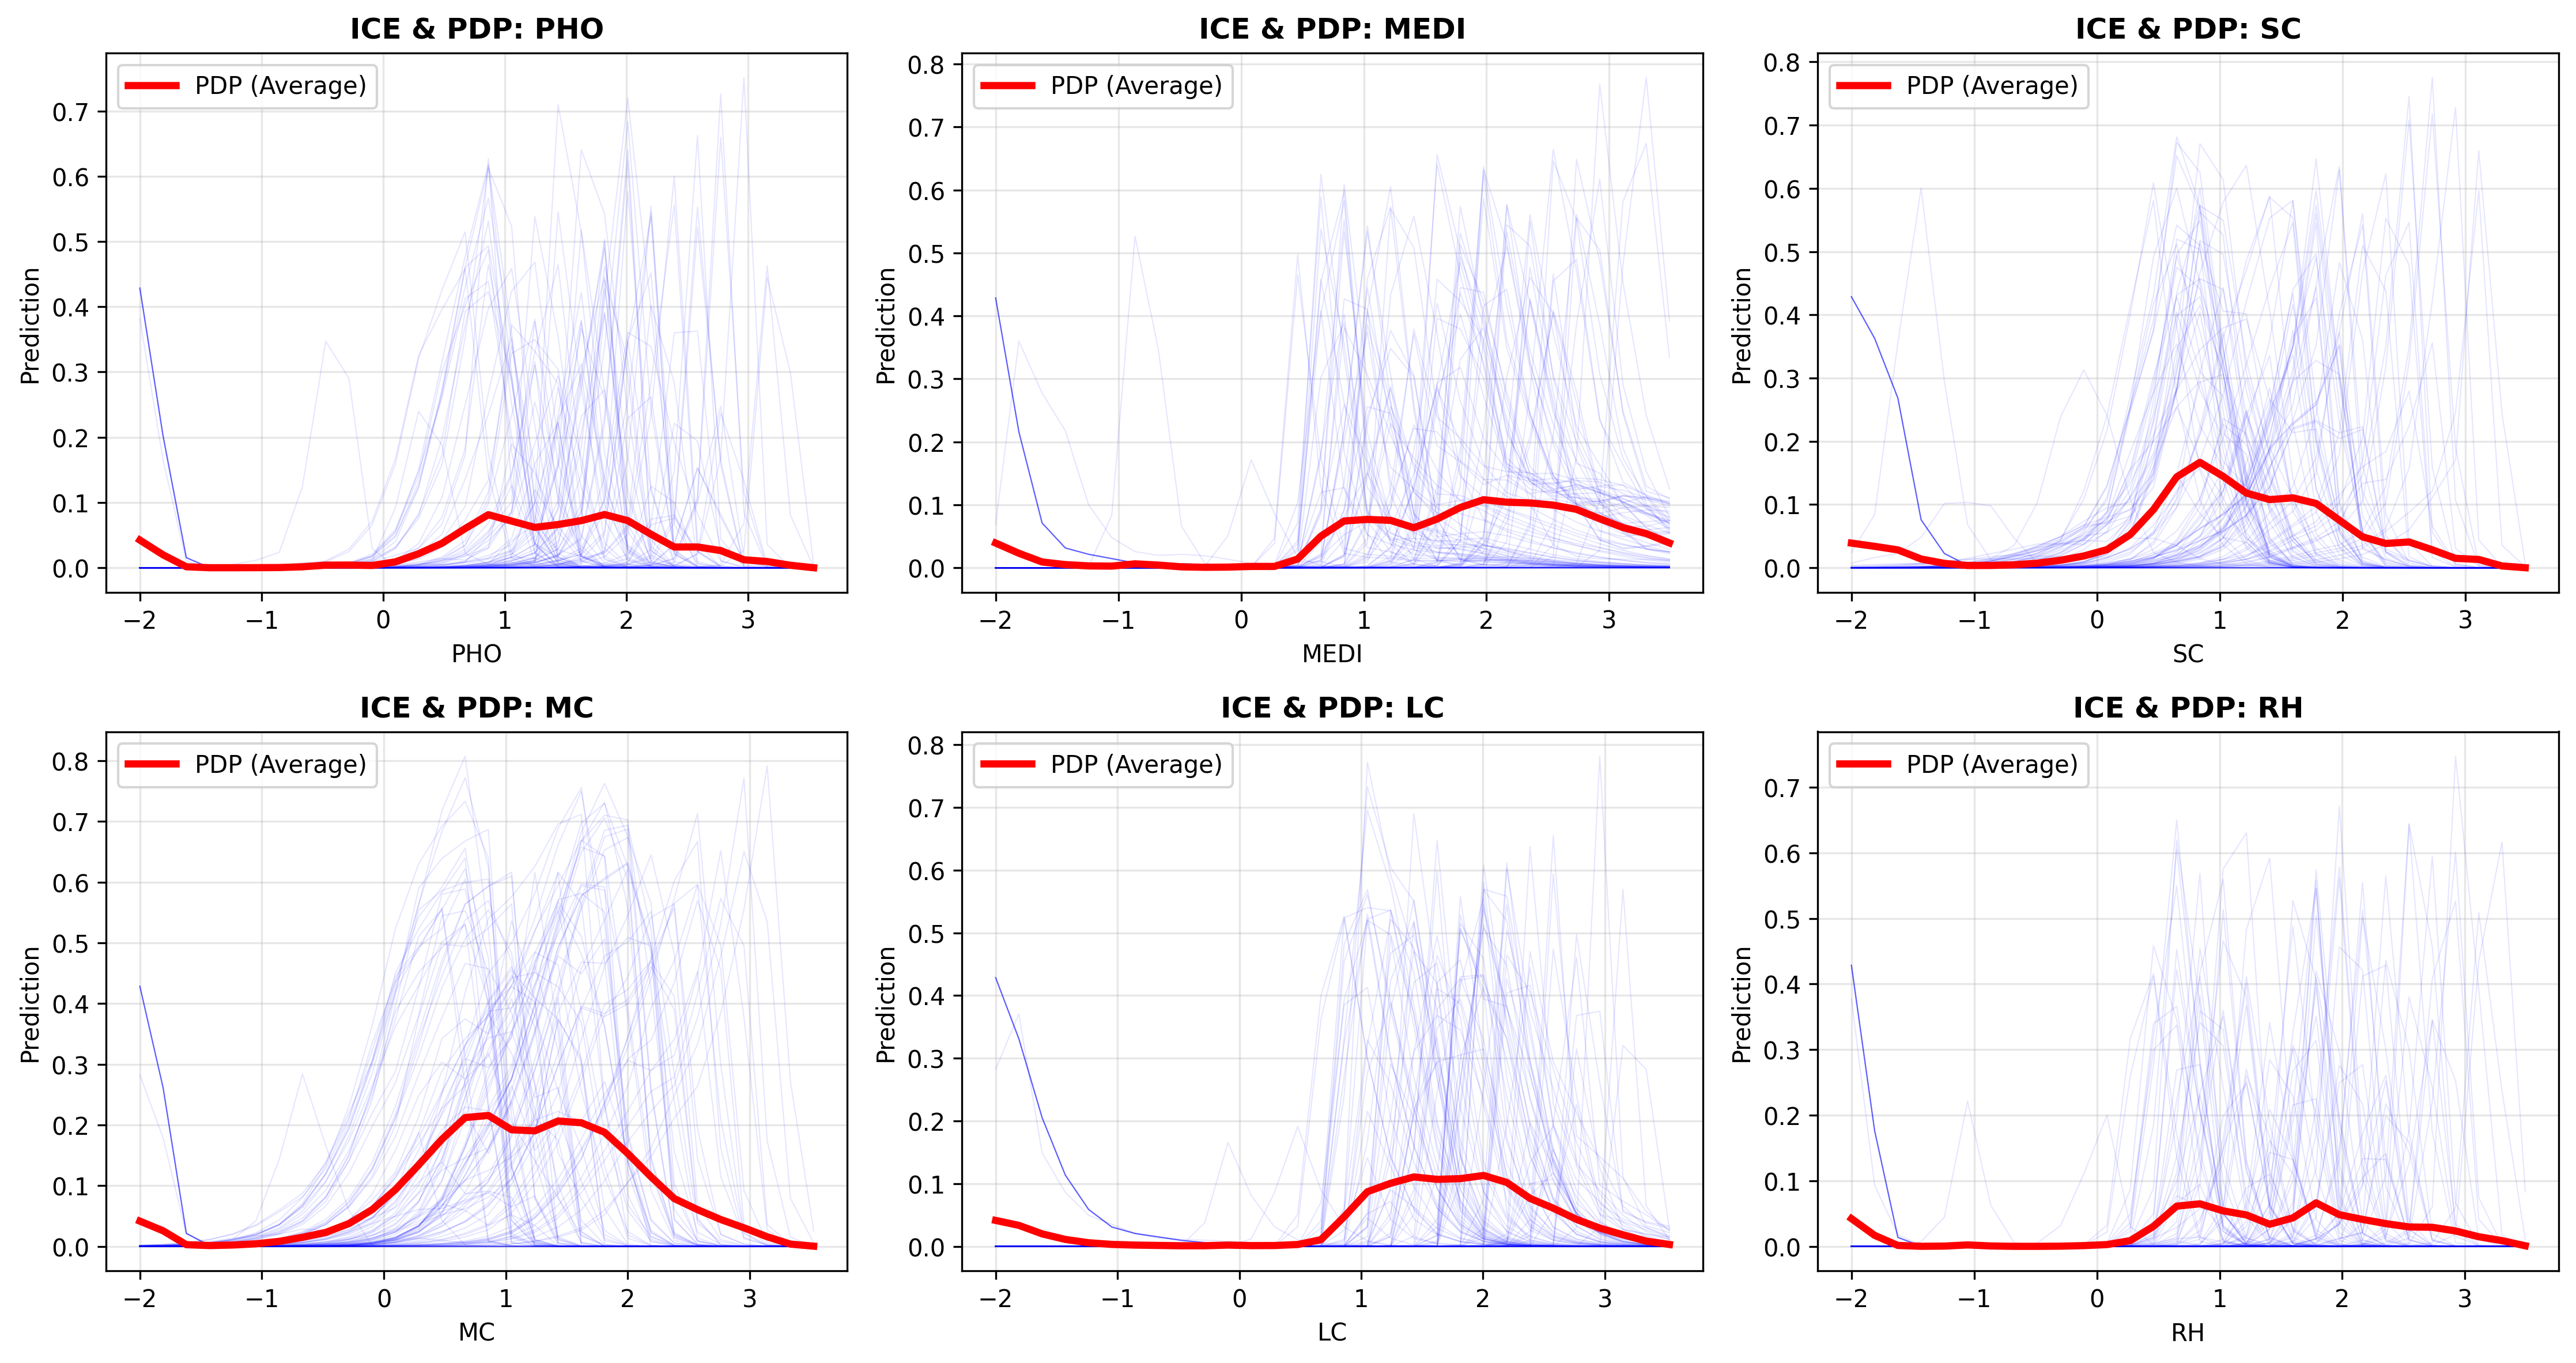 ICE & PDP: PHO
PDP (Average)
0.7
0.6
0.5
0.4
0.3
0.2
0.1
0.0
Prediction
−2 −1 0 1 2 3
PHO
ICE & PDP: MEDI
PDP (Average)
0.8
0.7
0.6
0.5
0.4
0.3
0.2
0.1
0.0
Prediction
−2 −1 0 1 2 3
MEDI
ICE & PDP: SC
PDP (Average)
0.8
0.7
0.6
0.5
0.4
0.3
0.2
0.1
0.0
Prediction
−2 −1 0 1 2 3
SC
ICE & PDP: MC
PDP (Average)
0.8
0.7
0.6
0.5
0.4
0.3
0.2
0.1
0.0
Prediction
−2 −1 0 1 2 3
MC
ICE & PDP: LC
PDP (Average)
0.8
0.7
0.6
0.5
0.4
0.3
0.2
0.1
0.0
Prediction
−2 −1 0 1 2 3
LC
ICE & PDP: RH
PDP (Average)
0.7
0.6
0.5
0.4
0.3
0.2
0.1
0.0
Prediction
−2 −1 0 1 2 3
RH